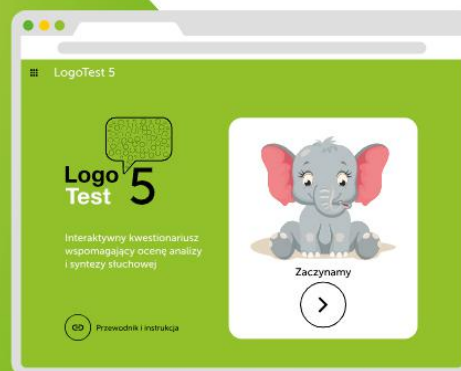 LogoTest 5
Logo
Test 5
Interaktywny kwestionariusz
wspomagający ocenę analizy
i syntezy słuchowej
Zaczynamy
Przewodnik i instrukcja